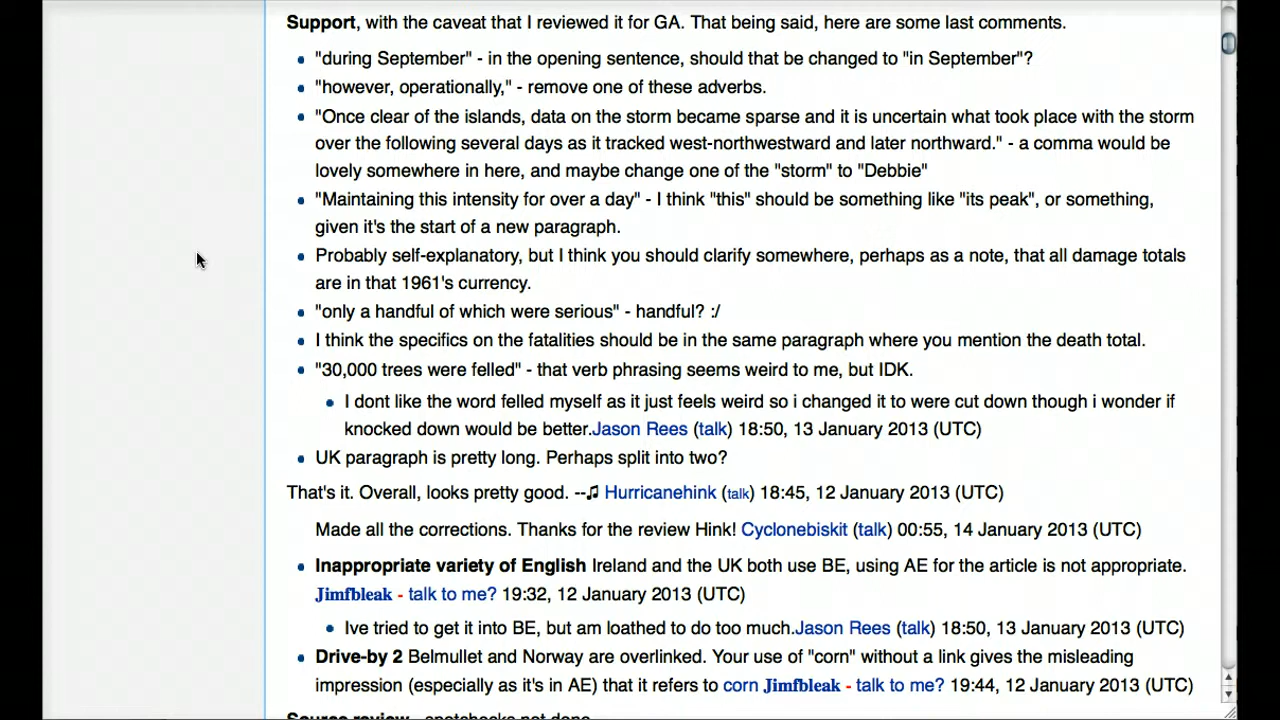 Support, with the caveat that I reviewed it for GA. That being said, here are some last comments.
"during September" - in the opening sentence, should that be changed to "in September"?
"however, operationally," - remove one of these adverbs.
"Once clear of the islands, data on the storm became sparse and it is uncertain what took place with the storm
over the following several days as it tracked west-northwestward and later northward." - a comma would be
lovely somewhere in here, and maybe change one of the "storm" to "Debbie"
"Maintaining this intensity for over a day" - I think "this" should be something like "its peak", or something,
given it's the start of a new paragraph.
Probably self-explanatory, but I think you should clarify somewhere, perhaps as a note, that all damage totals
are in that 1961's currency.
"only a handful of which were serious" - handful? :/
I think the specifics on the fatalities should be in the same paragraph where you mention the death total.
"30,000 trees were felled" - that verb phrasing seems weird to me, but IDK.
I dont like the word felled myself as it just feels weird so i changed it to were cut down though i wonder if
knocked down would be better.Jason Rees (talk) 18:50, 13 January 2013 (UTC)
UK paragraph is pretty long. Perhaps split into two?
That's it. Overall, looks pretty good. --♫ Hurricanehink (talk) 18:45, 12 January 2013 (UTC)
Made all the corrections. Thanks for the review Hink! Cyclonebiskit (talk) 00:55, 14 January 2013 (UTC)
Inappropriate variety of English Ireland and the UK both use BE, using AE for the article is not appropriate.
Jimfbleak - talk to me? 19:32, 12 January 2013 (UTC)
Ive tried to get it into BE, but am loathed to do too much.Jason Rees (talk) 18:50, 13 January 2013 (UTC)
Drive-by 2 Belmullet and Norway are overlinked. Your use of "corn" without a link gives the misleading
impression (especially as it's in AE) that it refers to corn Jimfbleak - talk to me? 19:44, 12 January 2013 (UTC)
Source review - spotchecks not done